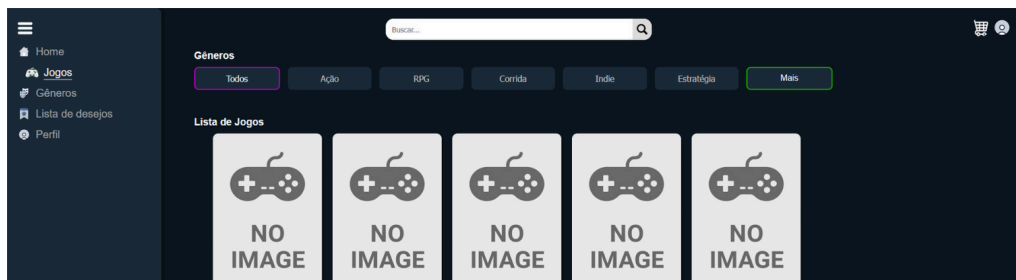 Buscar...
Home
Jogos
Gêneros
Lista de desejos
Perfil
Gêneros
Todos Ação RPG Corrida Indie Estratégia Mais
Lista de Jogos
NO NO NO NO NO
IMAGE IMAGE IMAGE IMAGE IMAGE